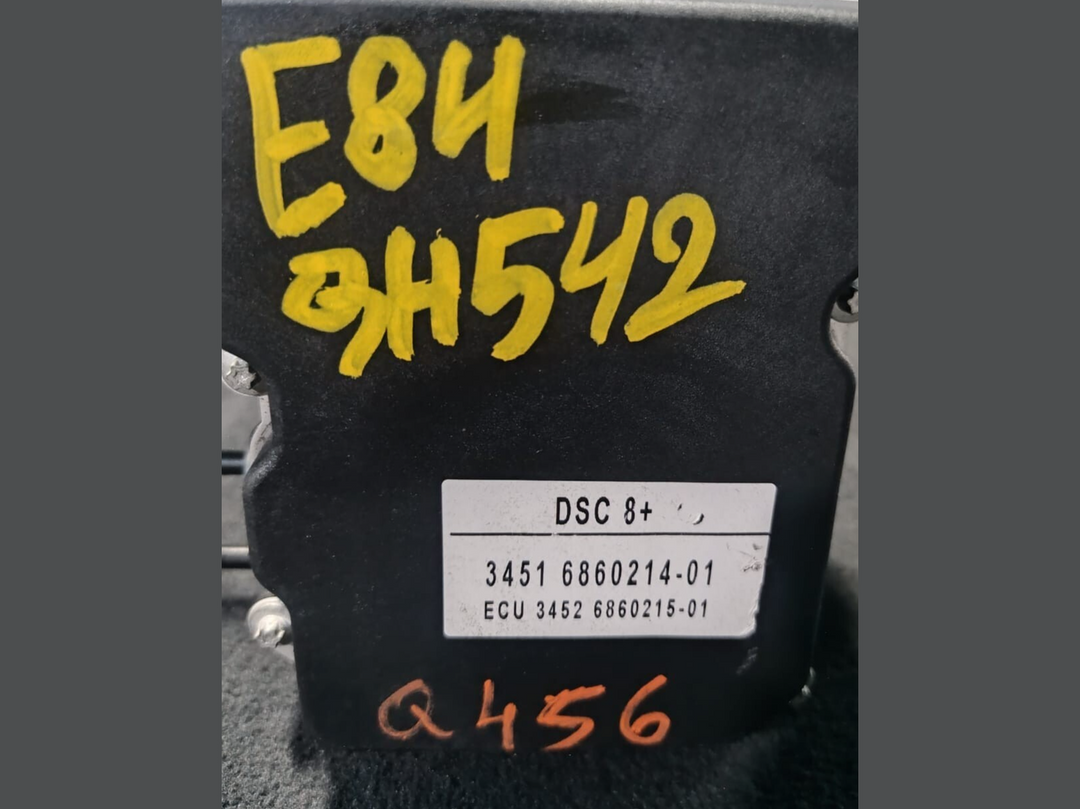 E84
9H542
DSC 8+
3451 6860214-01
ECU 3452 6860215-01
Q456